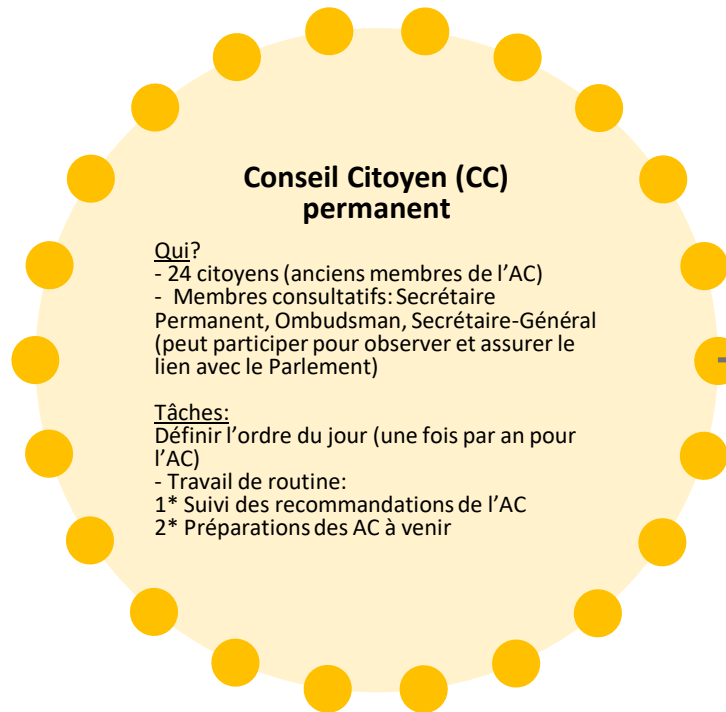 Conseil Citoyen (CC)
permanent
Qui?
- 24 citoyens (anciens membres de l’AC)
- Membres consultatifs: Secrétaire
Permanent, Ombudsman, Secrétaire-Général
(peut participer pour observer et assurer le
lien avec le Parlement)
Tâches:
Définir l’ordre du jour (une fois par an pour
l’AC)
- Travail de routine:
1* Suivi des recommandations de l’AC
2* Préparations des AC à venir